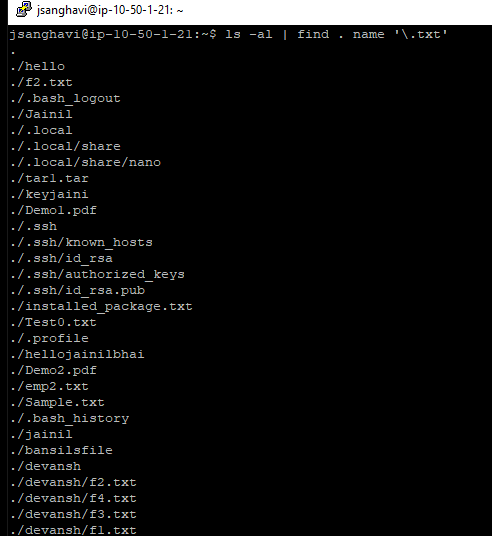 jsanghavi@ip-10-50-1-21: ~
jsanghavi@ip-10-50-1-21:~$ ls -al | find . name '\.txt'
.
./hello
./f2.txt
./.bash_logout
./Jainil
./.local
./.local/share
./.local/share/nano
./tar1.tar
./keyjaini
./Demo1.pdf
./.ssh
./.ssh/known_hosts
./.ssh/id_rsa
./.ssh/authorized_keys
./.ssh/id_rsa.pub
./installed_package.txt
./Test0.txt
./.profile
./hellojainilbhai
./Demo2.pdf
./emp2.txt
./Sample.txt
./.bash_history
./jainil
./bansilsfile
./devansh
./devansh/f2.txt
./devansh/f4.txt
./devansh/f3.txt
./devansh/f1.txt